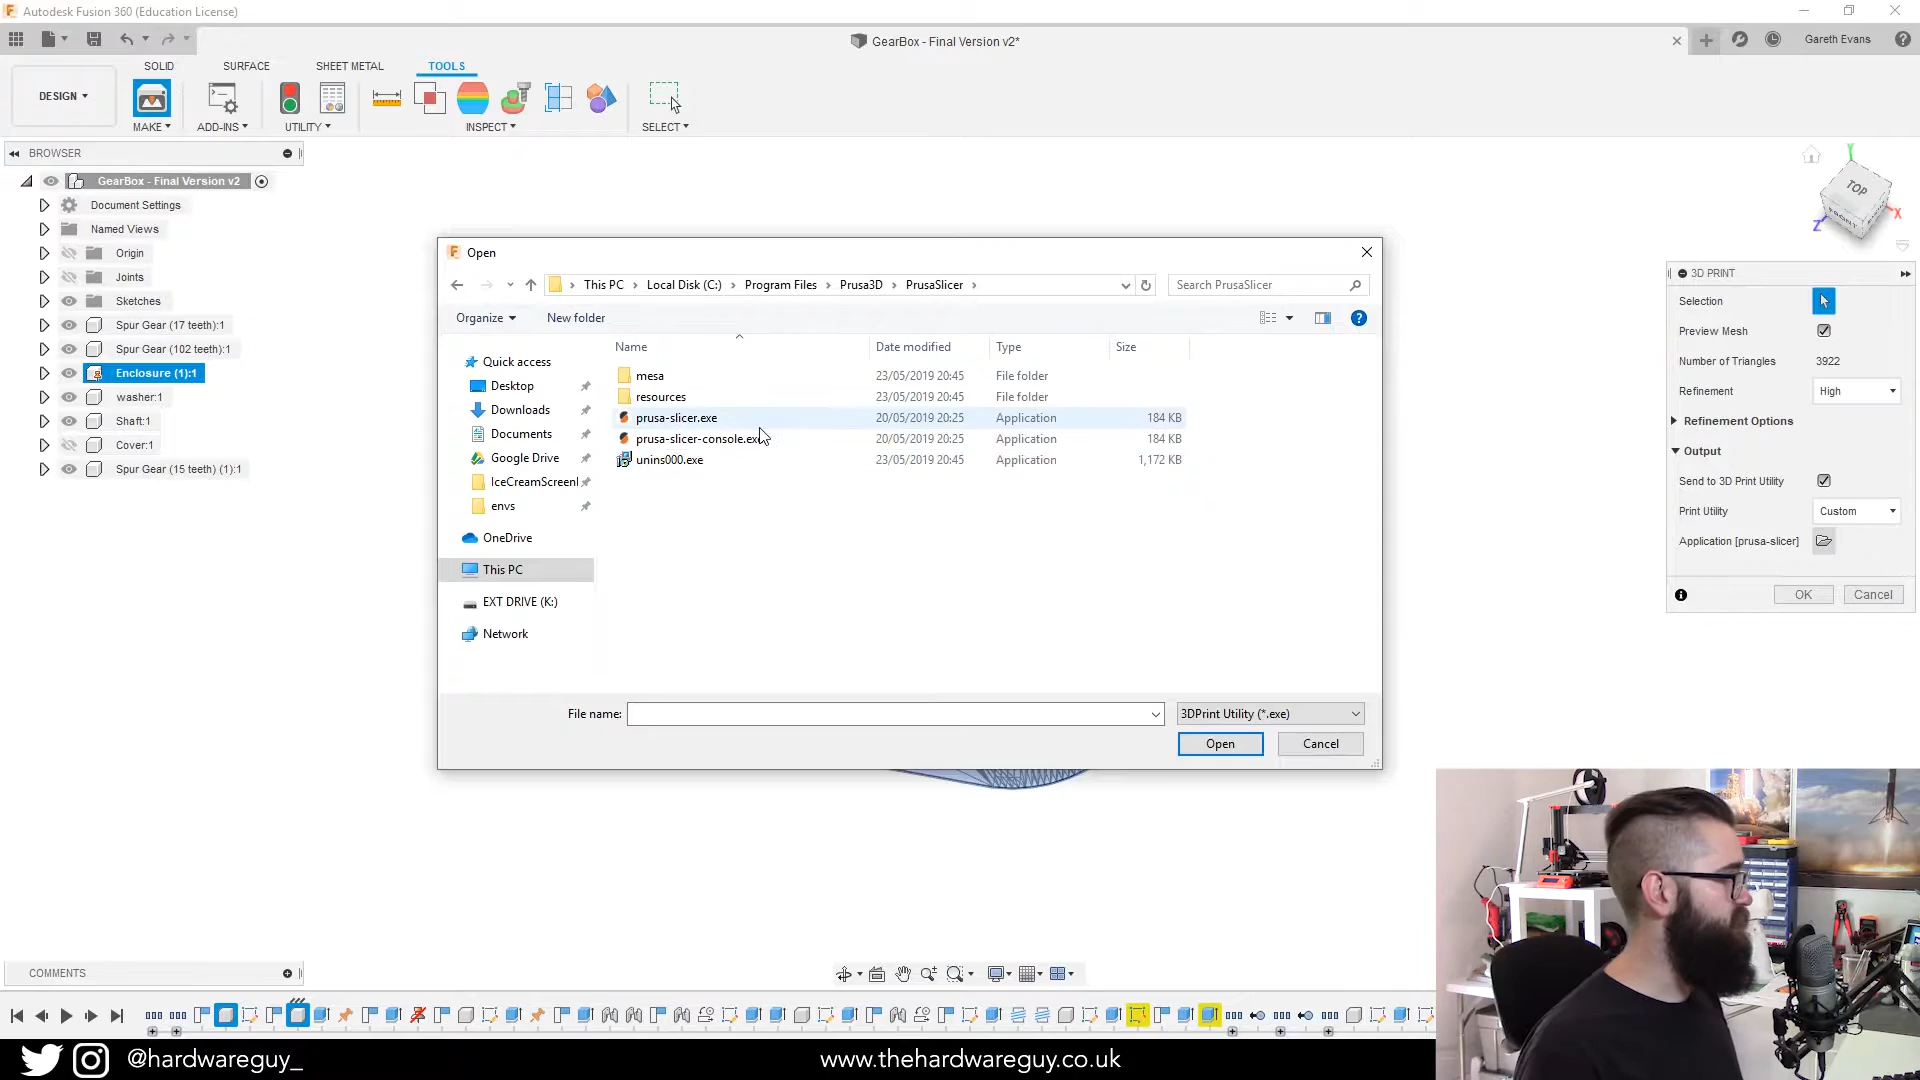 Autodesk Fusion 360 (Education License)
GearBox - Final Version v2*
Gareth Evans
SOLID
SURFACE
SHEET METAL
TOOLS
DESIGN
MAKE
ADD-INS
UTILITY
INSPECT
SELECT
BROWSER
GearBox - Final Version v2
Document Settings
Named Views
Origin
Joints
Sketches
Spur Gear (17 teeth):1
Spur Gear (102 teeth):1
Enclosure (1):1
washer:1
Shaft:1
Cover:1
Spur Gear (15 teeth) (1):1
Open
This PC
Local Disk (C:)
Program Files
Prusa3D
PrusaSlicer
Search PrusaSlicer
Organize
New folder
Quick access
Desktop
Downloads
Documents
Google Drive
IceCreamScreenl
envs
OneDrive
This PC
EXT DRIVE (K:)
Network
Name Date modified Type Size
mesa 23/05/2019 20:45 File folder
resources 23/05/2019 20:45 File folder
prusa-slicer.exe 20/05/2019 20:25 Application 184 KB
prusa-slicer-console.exe 20/05/2019 20:25 Application 184 KB
unins000.exe 23/05/2019 20:45 Application 1,172 KB
File name:
3DPrint Utility (*.exe)
Open
Cancel
TOP
FRONT
Y
X
Z
3D PRINT
Selection
Preview Mesh
Number of Triangles 3922
Refinement High
Refinement Options
Output
Send to 3D Print Utility
Print Utility Custom
Application [prusa-slicer]
OK
Cancel
COMMENTS
@hardwareguy_
www.thehardwareguy.co.uk